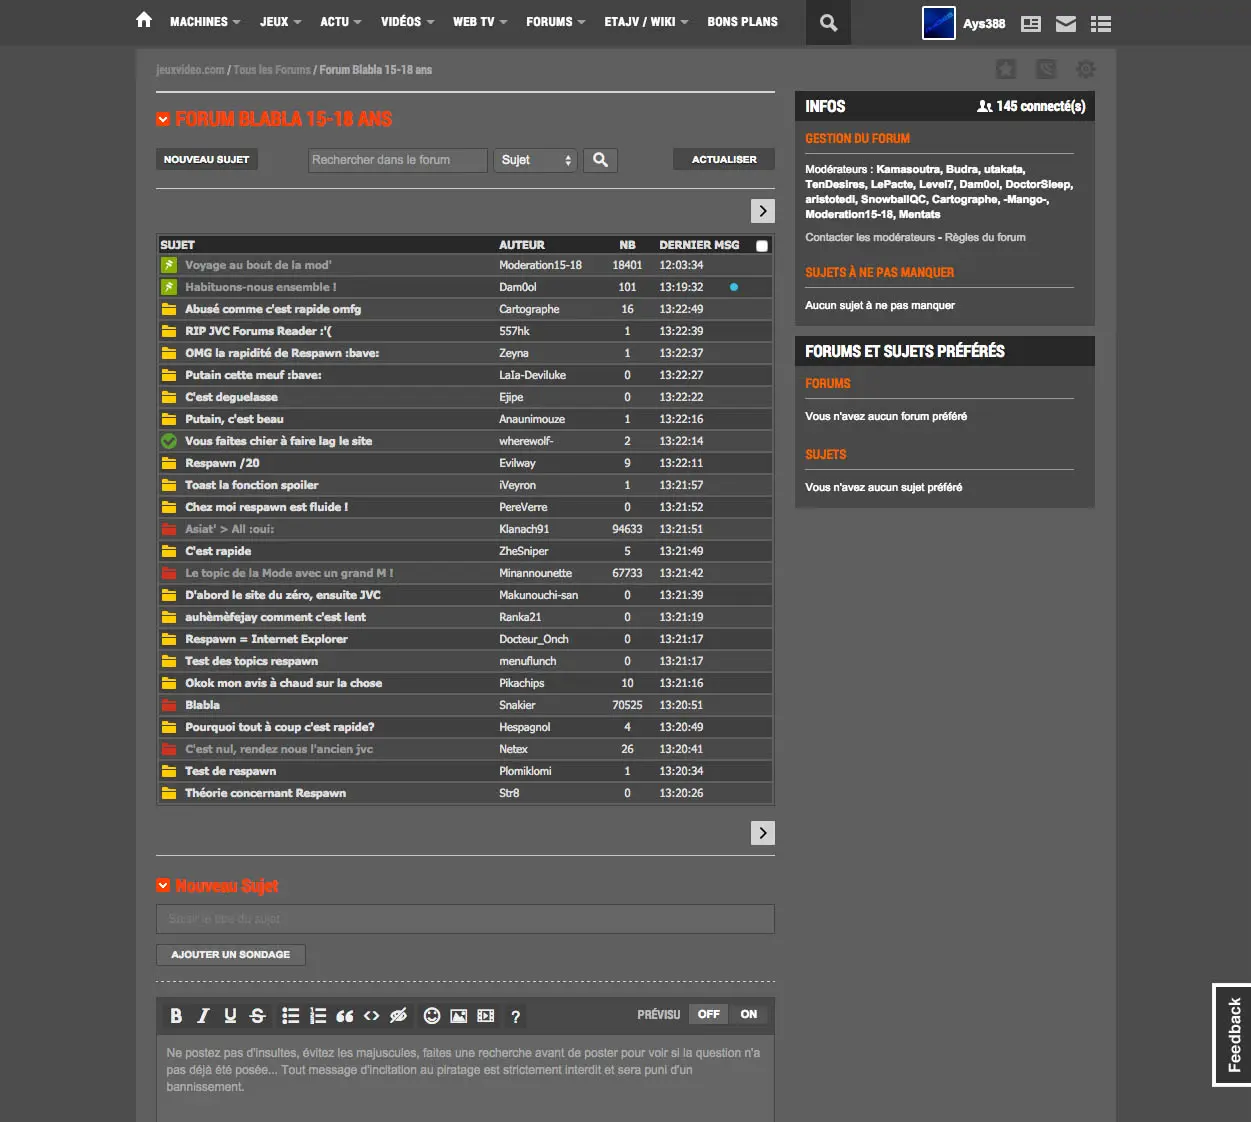 MACHINES JEUX ACTU VIDÉOS WEB TV FORUMS ETAJV / WIKI BONS PLANS Ays388
jeuxvideo.com / Tous les Forums / Forum Blabla 15-18 ans
FORUM BLABLA 15-18 ANS
NOUVEAU SUJET Rechercher dans le forum Sujet ACTUALISER
SUJET AUTEUR NB DERNIER MSG
Voyage au bout de la mod' Moderation15-18 18401 12:03:34
Habituons-nous ensemble ! Dam0ol 101 13:19:32
Abusé comme c'est rapide omfg Cartographe 16 13:22:49
RIP JVC Forums Reader :'( 557hk 1 13:22:39
OMG la rapidité de Respawn :bave: Zeyna 1 13:22:37
Putain cette meuf :bave: LaIa-Deviluke 0 13:22:27
C'est deguelasse Ejipe 0 13:22:22
Putain, c'est beau Anaunimouze 1 13:22:16
Vous faites chier à faire lag le site wherewolf- 2 13:22:14
Respawn /20 Evilway 9 13:22:11
Toast la fonction spoiler iVeyron 1 13:21:57
Chez moi respawn est fluide ! PereVerre 0 13:21:52
Asiat' > All :oui: Klanach91 94633 13:21:51
C'est rapide ZheSniper 5 13:21:49
Le topic de la Mode avec un grand M ! Minannounette 67733 13:21:42
D'abord le site du zéro, ensuite JVC Makunouchi-san 0 13:21:39
auhèmèfejay comment c'est lent Ranka21 0 13:21:19
Respawn = Internet Explorer Docteur_Onch 0 13:21:17
Test des topics respawn menuflunch 0 13:21:17
Okok mon avis à chaud sur la chose Pikachips 10 13:21:16
Blabla Snakier 70525 13:20:51
Pourquoi tout à coup c'est rapide? Hespagnol 4 13:20:49
C'est nul, rendez nous l'ancien jvc Netex 26 13:20:41
Test de respawn Plomiklomi 1 13:20:34
Théorie concernant Respawn Str8 0 13:20:26
Nouveau Sujet
Saisir le titre du sujet
AJOUTER UN SONDAGE
B I U S ? PRÉVISU OFF ON
Ne postez pas d'insultes, évitez les majuscules, faites une recherche avant de poster pour voir si la question n'a
pas déjà été posée... Tout message d'incitation au piratage est strictement interdit et sera puni d'un
bannissement.
INFOS 145 connecté(s)
GESTION DU FORUM
Modérateurs : Kamasoutra, Budra, utakata,
TenDesires, LePacte, Level7, Dam0ol, DoctorSleep,
aristotedi, SnowballQC, Cartographe, -Mango-,
Moderation15-18, Mentats
Contacter les modérateurs - Règles du forum
SUJETS À NE PAS MANQUER
Aucun sujet à ne pas manquer
FORUMS ET SUJETS PRÉFÉRÉS
FORUMS
Vous n'avez aucun forum préféré
SUJETS
Vous n'avez aucun sujet préféré
Feedback